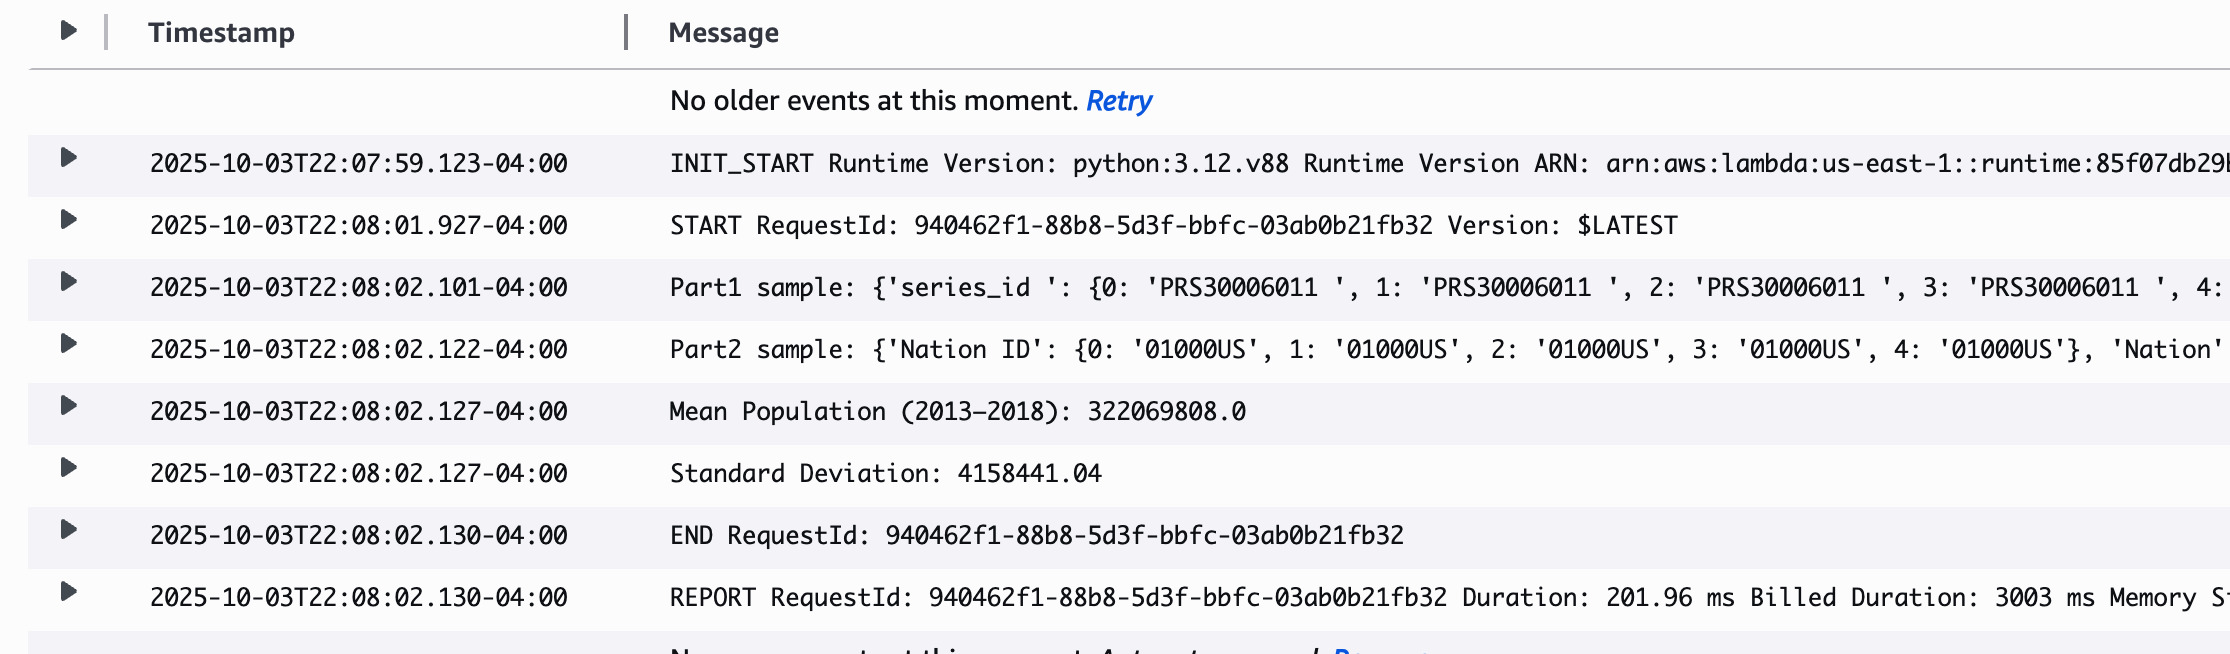 Timestamp Message
No older events at this moment. Retry
2025-10-03T22:07:59.123-04:00 INIT_START Runtime Version: python:3.12.v88 Runtime Version ARN: arn:aws:lambda:us-east-1::runtime:85f07db29
2025-10-03T22:08:01.927-04:00 START RequestId: 940462f1-88b8-5d3f-bbfc-03ab0b21fb32 Version: $LATEST
2025-10-03T22:08:02.101-04:00 Part1 sample: {'series_id ': {0: 'PRS30006011 ', 1: 'PRS30006011 ', 2: 'PRS30006011 ', 3: 'PRS30006011 ', 4:
2025-10-03T22:08:02.122-04:00 Part2 sample: {'Nation ID': {0: '01000US', 1: '01000US', 2: '01000US', 3: '01000US', 4: '01000US'}, 'Nation'
2025-10-03T22:08:02.127-04:00 Mean Population (2013–2018): 322069808.0
2025-10-03T22:08:02.127-04:00 Standard Deviation: 4158441.04
2025-10-03T22:08:02.130-04:00 END RequestId: 940462f1-88b8-5d3f-bbfc-03ab0b21fb32
2025-10-03T22:08:02.130-04:00 REPORT RequestId: 940462f1-88b8-5d3f-bbfc-03ab0b21fb32 Duration: 201.96 ms Billed Duration: 3003 ms Memory S